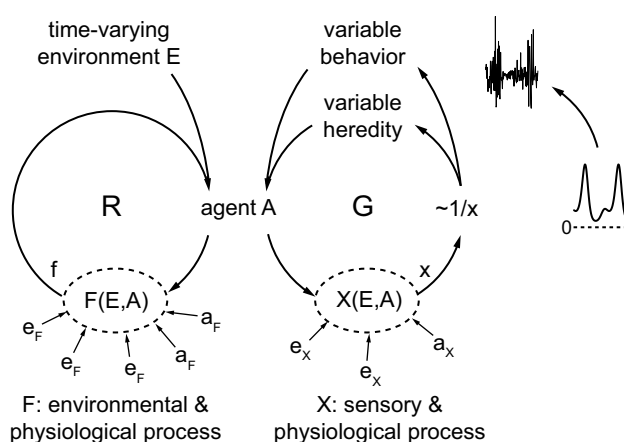 time-varying
environment E
variable
behavior
variable
heredity
R
agent A
G
~1/x
0
f
x
F(E,A)
X(E,A)
e_F
e_F
e_F
a_F
a_F
e_X
e_X
a_X
F: environmental &
physiological process
X: sensory &
physiological process